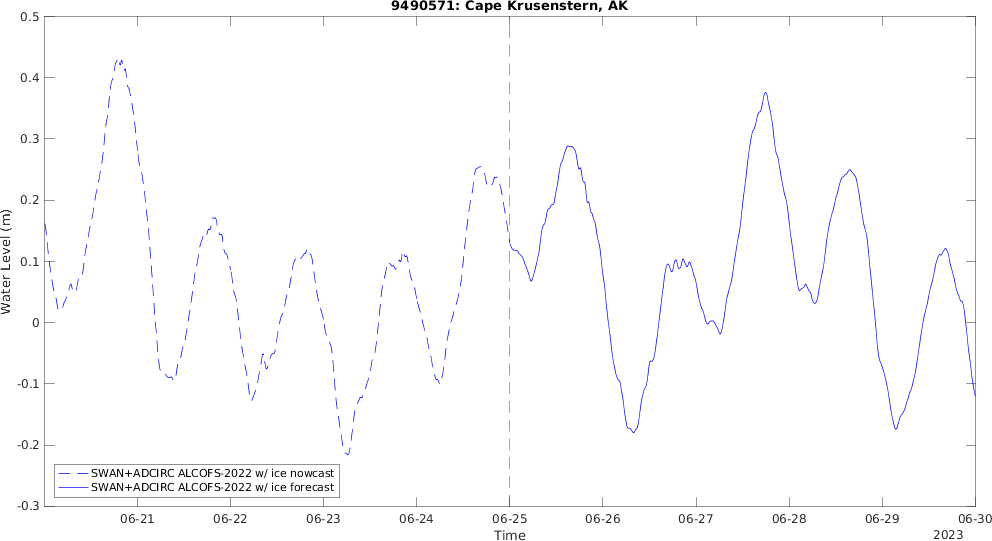 9490571: Cape Krusenstern, AK
0.5
0.4
0.3
0.2
0.1
0
-0.1
-0.2
-0.3
Water Level (m)
SWAN+ADCIRC ALCOFS-2022 w/ ice nowcast
SWAN+ADCIRC ALCOFS-2022 w/ ice forecast
06-21 06-22 06-23 06-24 06-25 06-26 06-27 06-28 06-29 06-30
Time
2023